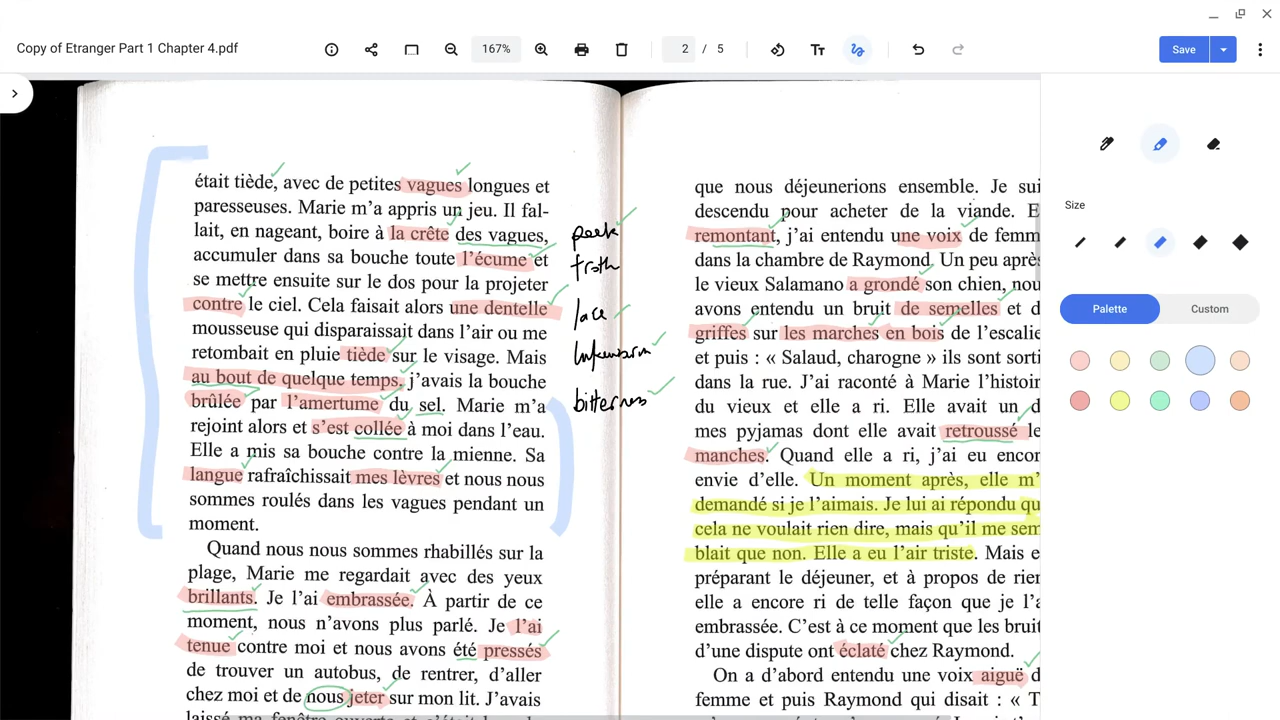 Copy of Etranger Part 1 Chapter 4.pdf
167%
2 / 5
Save
était tiède, avec de petites vagues longues et
paresseuses. Marie m'a appris un jeu. Il fal-
lait, en nageant, boire à la crête des vagues,
accumuler dans sa bouche toute l'écume et
se mettre ensuite sur le dos pour la projeter
contre le ciel. Cela faisait alors une dentelle
mousseuse qui disparaissait dans l'air ou me
retombait en pluie tiède sur le visage. Mais
au bout de quelque temps, j'avais la bouche
brûlée par l'amertume du sel. Marie m'a
rejoint alors et s'est collée à moi dans l'eau.
Elle a mis sa bouche contre la mienne. Sa
langue rafraîchissait mes lèvres et nous nous
sommes roulés dans les vagues pendant un
moment.
Quand nous nous sommes rhabillés sur la
plage, Marie me regardait avec des yeux
brillants. Je l'ai embrassée. À partir de ce
moment, nous n'avons plus parlé. Je l'ai
tenue contre moi et nous avons été pressés
de trouver un autobus, de rentrer, d'aller
chez moi et de nous jeter sur mon lit. J'avais
laissé ma fenêtre ouverte et c'était
peak
froth
lace
lukewarm
bitterness
que nous déjeunerions ensemble. Je sui
descendu pour acheter de la viande. E
remontant, j'ai entendu une voix de femm
dans la chambre de Raymond. Un peu après
le vieux Salamano a grondé son chien, nou
avons entendu un bruit de semelles et d
griffes sur les marches en bois de l'escalie
et puis : « Salaud, charogne » ils sont sorti
dans la rue. J'ai raconté à Marie l'histoir
du vieux et elle a ri. Elle avait un d
mes pyjamas dont elle avait retroussé le
manches. Quand elle a ri, j'ai eu encor
envie d'elle. Un moment après, elle m'
demandé si je l'aimais. Je lui ai répondu qu
cela ne voulait rien dire, mais qu'il me sem
blait que non. Elle a eu l'air triste. Mais e
préparant le déjeuner, et à propos de rien
elle a encore ri de telle façon que je l'a
embrassée. C'est à ce moment que les bruit
d'une dispute ont éclaté chez Raymond.
On a d'abord entendu une voix aiguë d
femme et puis Raymond qui disait : « T
Size
Palette
Custom